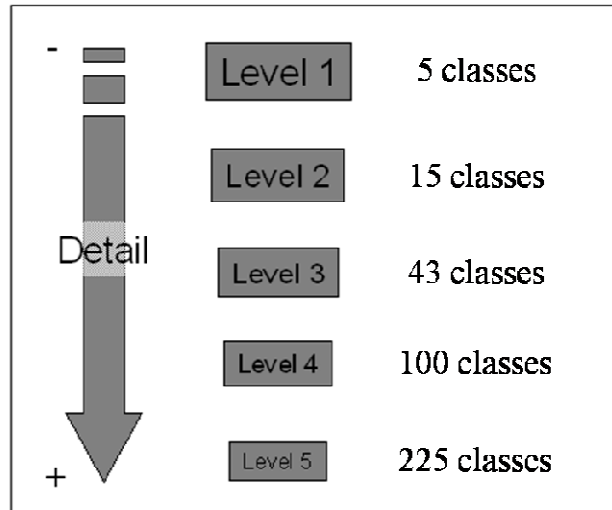 -
Level 1 5 classes
Level 2 15 classes
Detail
Level 3 43 classes
Level 4 100 classes
+
Level 5 225 classes